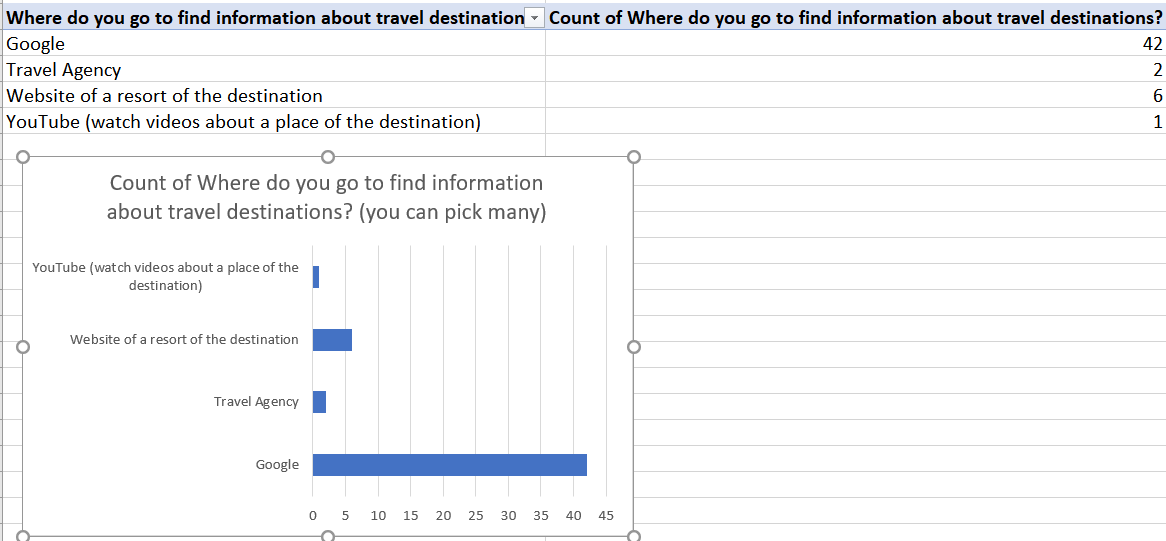 Where do you go to find information about travel destination Count of Where do you go to find information about travel destinations?
Google 42
Travel Agency 2
Website of a resort of the destination 6
YouTube (watch videos about a place of the destination) 1
Count of Where do you go to find information
about travel destinations? (you can pick many)
YouTube (watch videos about a place of the
destination)
Website of a resort of the destination
Travel Agency
Google
0 5 10 15 20 25 30 35 40 45